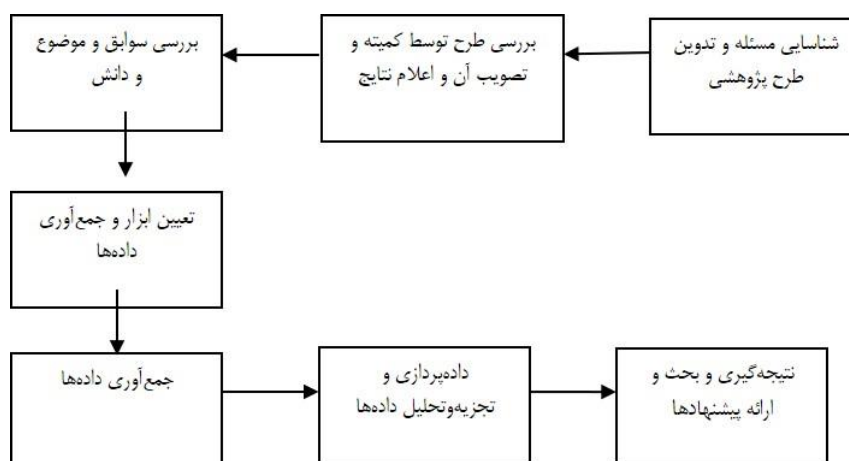 شناسایی مسئله و تدوین
طرح پژوهشی
بررسی طرح توسط کمیته و
تصویب آن و اعلام نتایج
بررسی سوابق و موضوع
و دانش
تعیین ابزار و جمع‌آوری
داده‌ها
جمع‌آوری داده‌ها
داده‌پردازی و
تجزیه‌وتحلیل داده‌ها
نتیجه‌گیری و بحث و
ارائه پیشنهادها